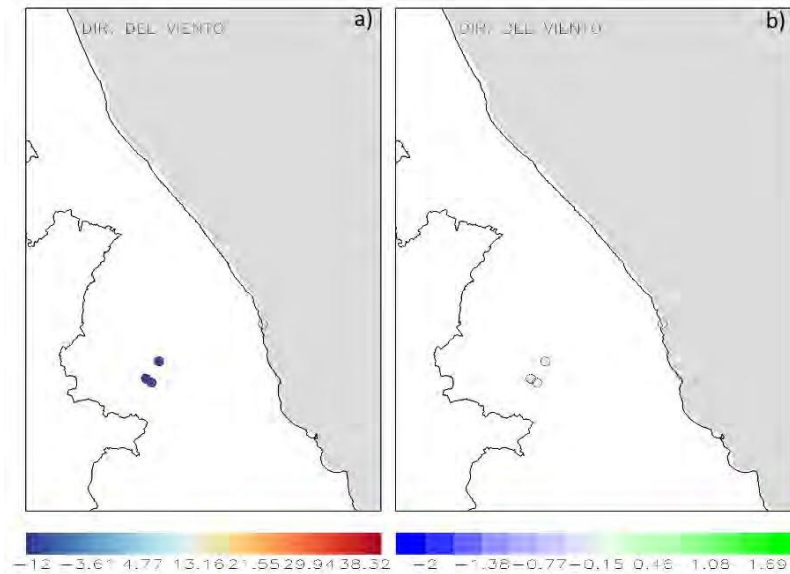 DIR. DEL VIENTO a)
DIR. DEL VIENTO b)
-12 -3.61 4.77 13.16 21.55 29.94 38.32
-2 -1.38 -0.77 -0.15 0.46 1.08 1.69